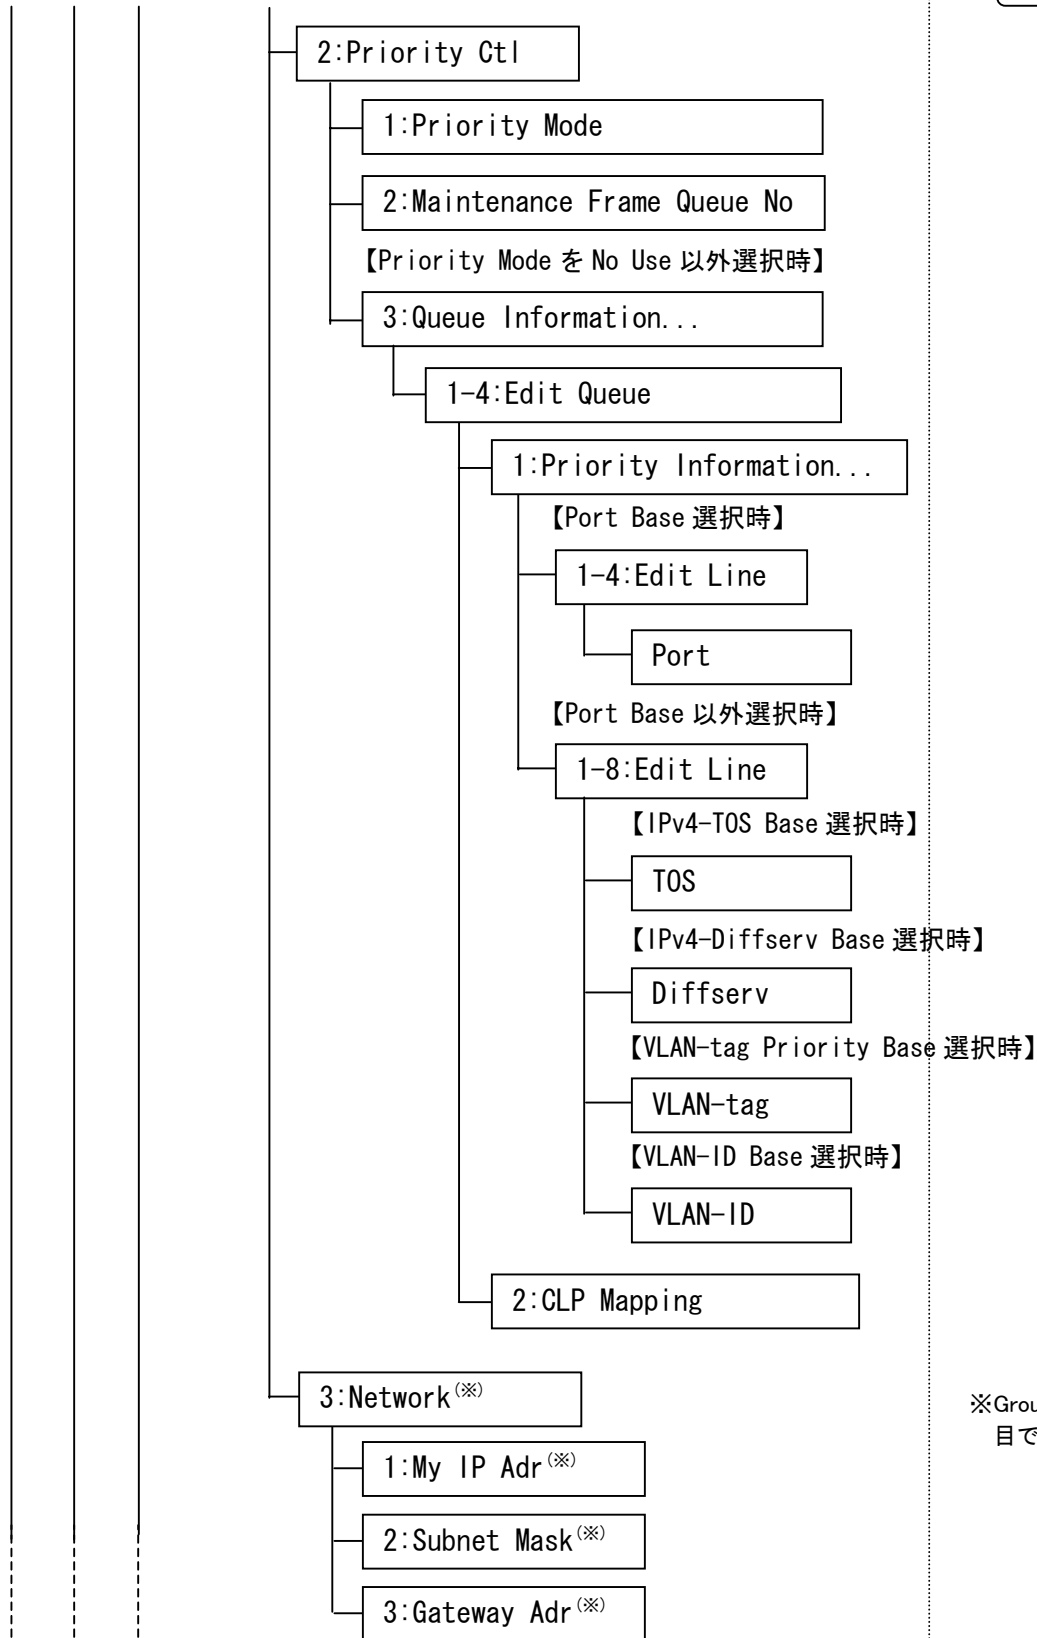 2:Priority Ctl
1:Priority Mode
2:Maintenance Frame Queue No
【Priority Mode を No Use 以外選択時】
3:Queue Information...
1-4:Edit Queue
1:Priority Information...
【Port Base 選択時】
1-4:Edit Line
Port
【Port Base 以外選択時】
1-8:Edit Line
【IPv4-TOS Base 選択時】
TOS
【IPv4-Diffserv Base 選択時】
Diffserv
【VLAN-tag Priority Base 選択時】
VLAN-tag
【VLAN-ID Base 選択時】
VLAN-ID
2:CLP Mapping
3:Network(※)
※Grou
目で
1:My IP Adr(※)
2:Subnet Mask(※)
3:Gateway Adr(※)